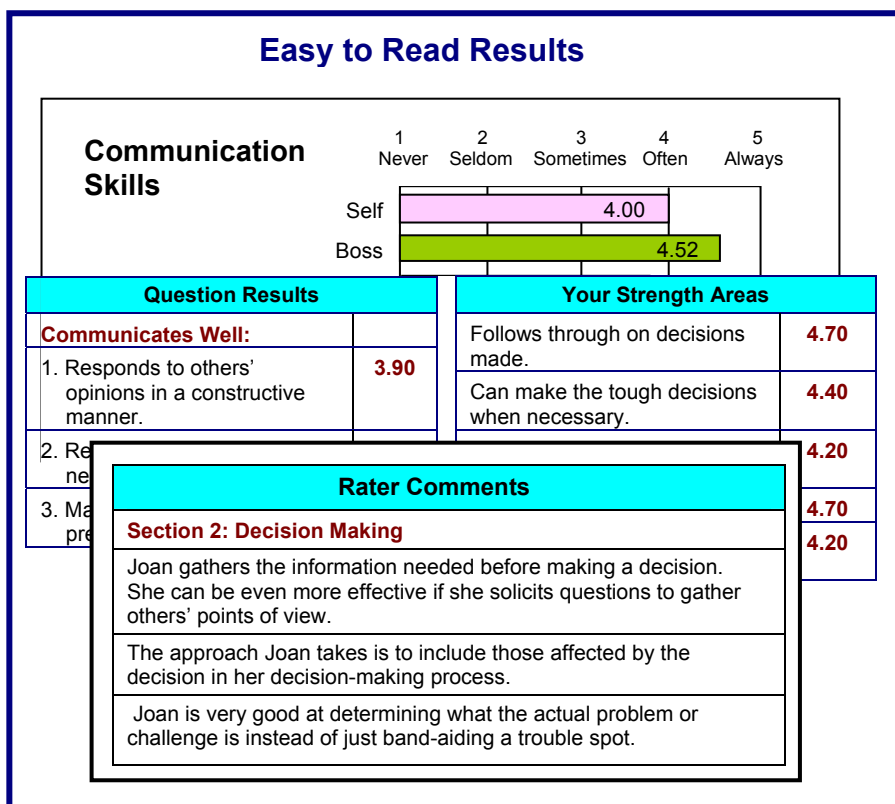 Easy to Read Results
Communication
Skills
1 2 3 4 5
Never Seldom Sometimes Often Always
Self 4.00
Boss 4.52
Question Results
Communicates Well:
1. Responds to others’ 3.90
opinions in a constructive
manner.
2. Re
ne
3. Ma
pre
Your Strength Areas
Follows through on decisions 4.70
made.
Can make the tough decisions 4.40
when necessary.
4.20
4.70
4.20
Rater Comments
Section 2: Decision Making
Joan gathers the information needed before making a decision.
She can be even more effective if she solicits questions to gather
others’ points of view.
The approach Joan takes is to include those affected by the
decision in her decision-making process.
Joan is very good at determining what the actual problem or
challenge is instead of just band-aiding a trouble spot.